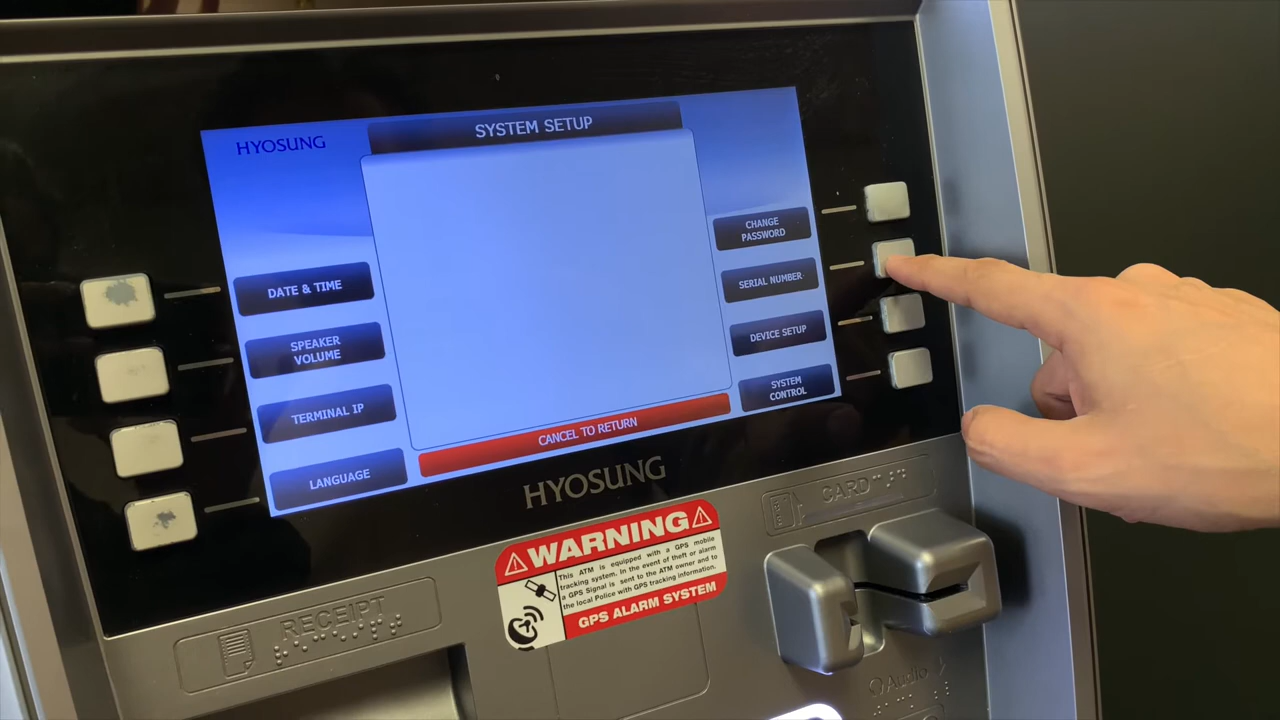 HYOSUNG
SYSTEM SETUP
DATE & TIME
SPEAKER
VOLUME
TERMINAL IP
LANGUAGE
CHANGE
PASSWORD
SERIAL NUMBER
DEVICE SETUP
SYSTEM
CONTROL
CANCEL TO RETURN
HYOSUNG
WARNING
This ATM is equipped with a GPS mobile
tracking system. In the event of theft or alarm
a GPS Signal is sent to the ATM owner and to
the local Police with GPS tracking information.
GPS ALARM SYSTEM
CARD
RECEIPT
Audio